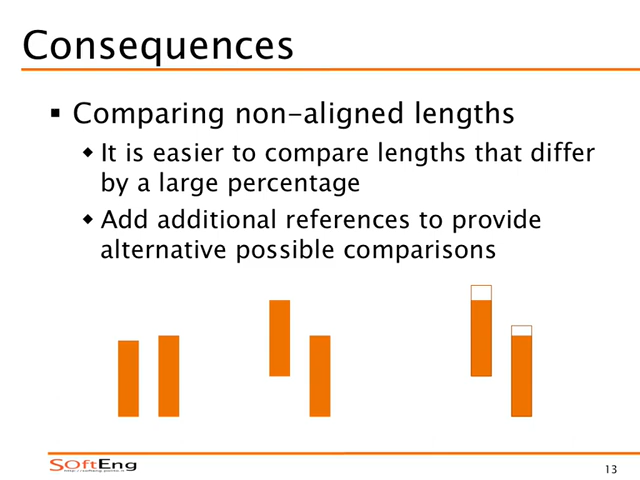 Consequences
▪ Comparing non-aligned lengths
◆ It is easier to compare lengths that differ
by a large percentage
◆ Add additional references to provide
alternative possible comparisons
SOftEng
13